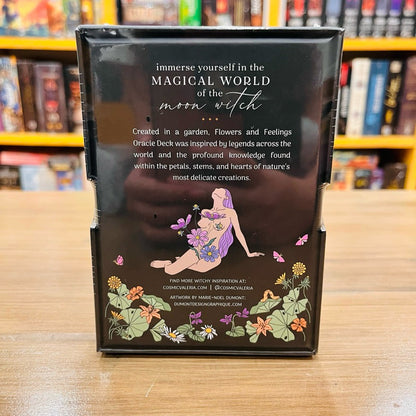 immerse yourself in the
MAGICAL WORLD
of the
moon witch
Created in a garden, Flowers and Feelings
Oracle Deck was inspired by legends across the
world and the profound knowledge found
within the petals, stems, and hearts of nature's
most delicate creations.
FIND MORE WITCHY INSPIRATION AT:
COSMICVALERIA.COM | @COSMICVALERIA
ARTWORK BY MARIE-NOEL DUMONT:
DUMONTDESIGNGRAPHIQUE.COM